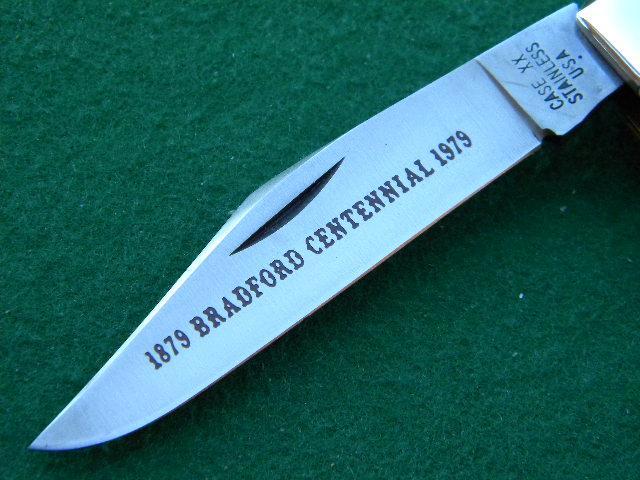 CASE XX
STAINLESS
USA
1879 BRADFORD CENTENNIAL 1979